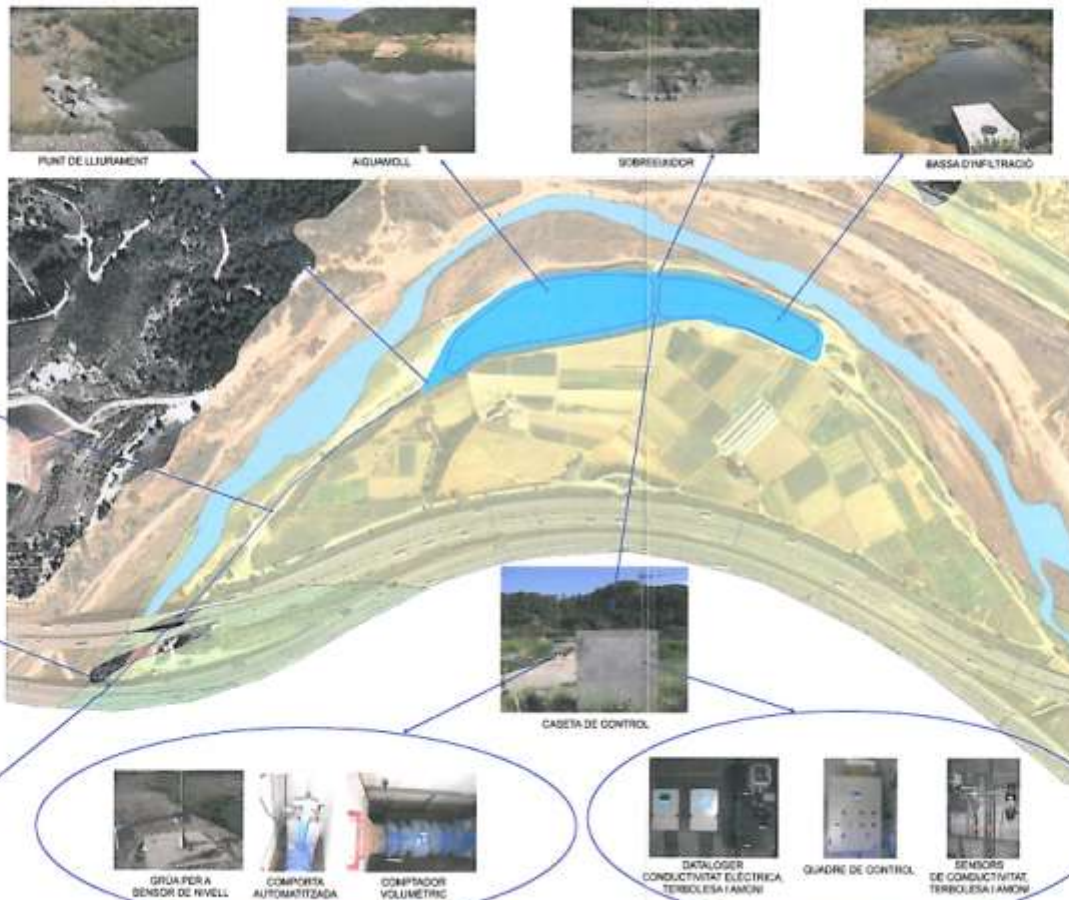 PUNT DE LLIURAMENT
AIGUAMOLL
SOBREEIXIDOR
BASSA D'INFILTRACIÓ
CASETA DE CONTROL
GRÚA PER A
SENSOR DE NIVELL
COMPORTA
AUTOMATITZADA
COMPTADOR
VOLUMÈTRIC
DATALOGER
CONDUCTIVITAT ELÈCTRICA,
TERBOLESA I AMONI
QUADRE DE CONTROL
SENSORS
DE CONDUCTIVITAT,
TERBOLESA I AMONI